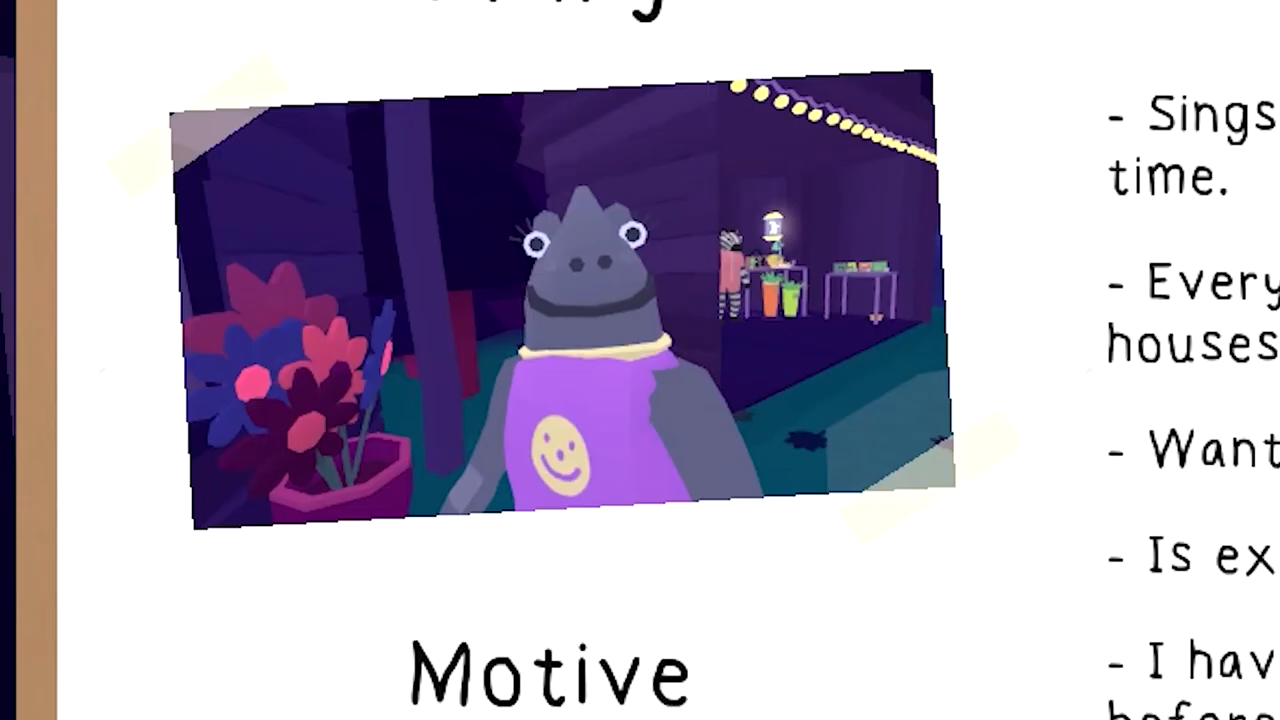 - Sings
time.
- Every
houses
- Want
- Is ex
- I hav
Motive